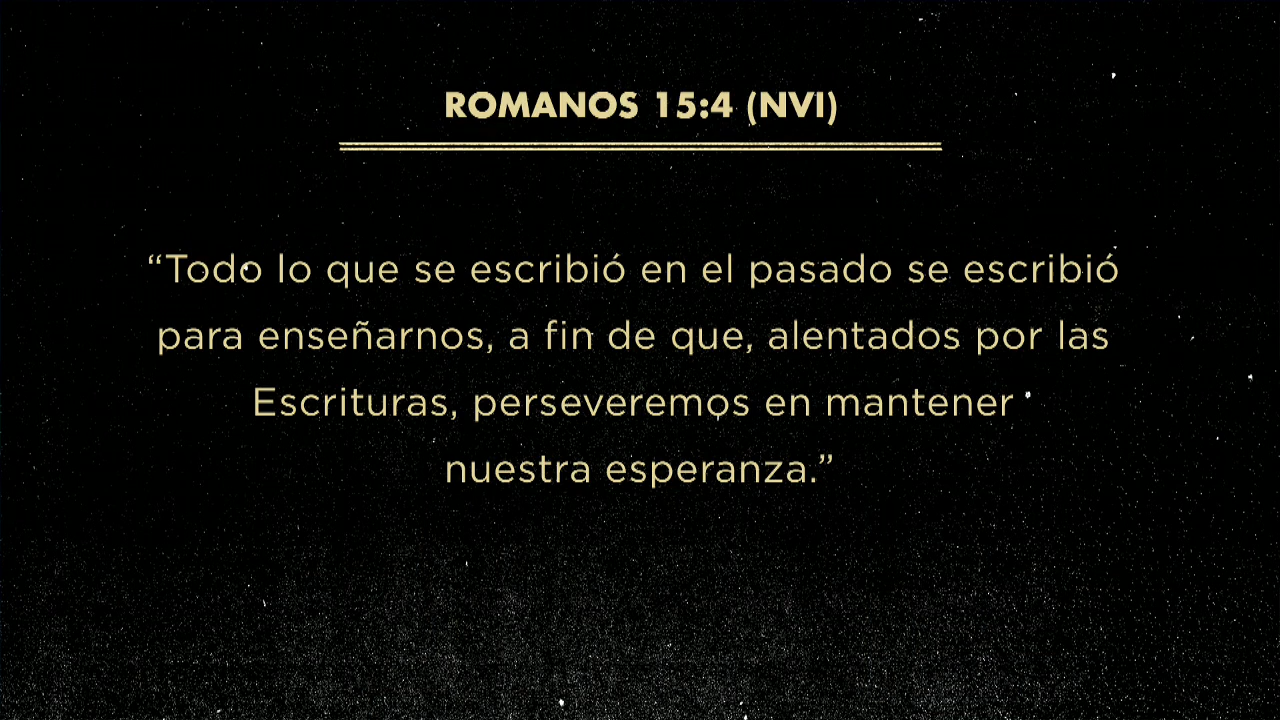 ROMANOS 15:4 (NVI)
“Todo lo que se escribió en el pasado se escribió
para enseñarnos, a fin de que, alentados por las
Escrituras, perseveremos en mantener
nuestra esperanza.”